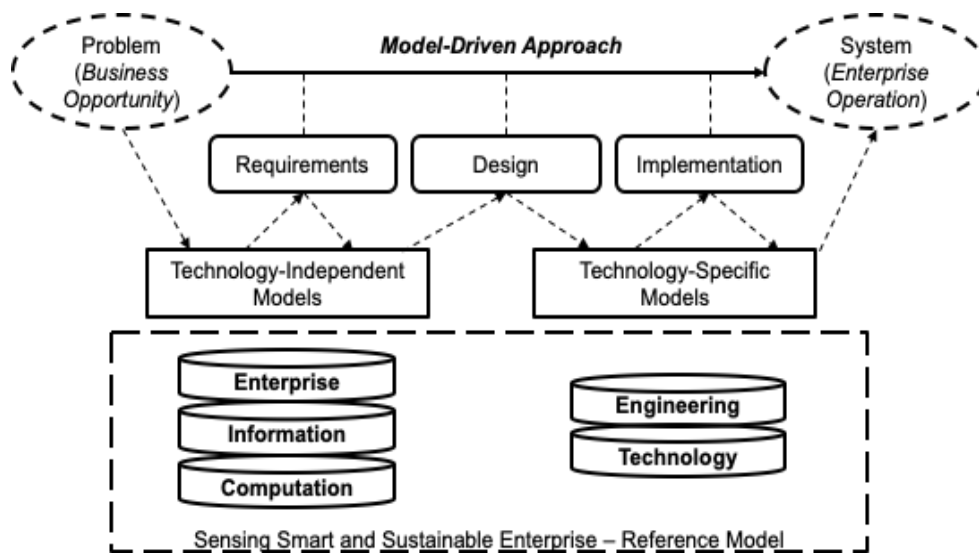 Problem
(Business
Opportunity)
Model-Driven Approach
System
(Enterprise
Operation)
Requirements
Design
Implementation
Technology-Independent
Models
Technology-Specific
Models
Enterprise
Information
Computation
Engineering
Technology
Sensing Smart and Sustainable Enterprise – Reference Model